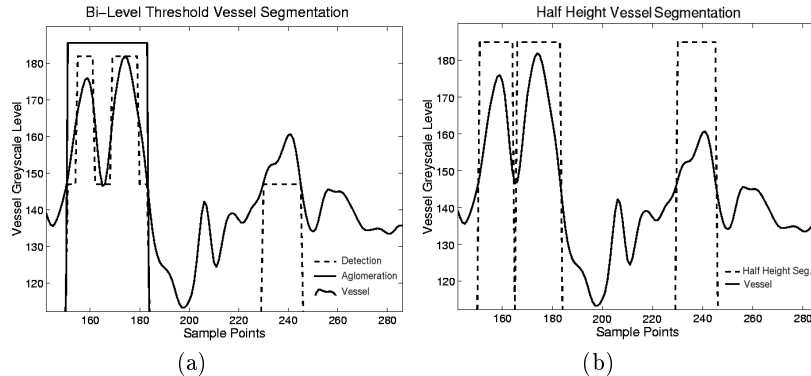 Bi-Level Threshold Vessel Segmentation
Vessel Greyscale Level
180
170
160
150
140
130
120
Detection
Aglomeration
Vessel
160 180 200 220 240 260 280
Sample Points
(a)
Half Height Vessel Segmentation
Vessel Greyscale Level
180
170
160
150
140
130
120
Half Height Seg.
Vessel
160 180 200 220 240 260 280
Sample Points
(b)